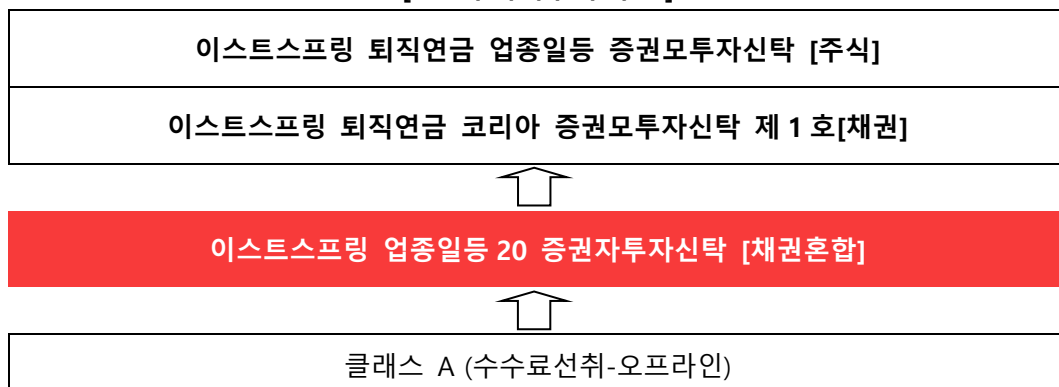 이스트스프링 퇴직연금 업종일등 증권모투자신탁 [주식]
이스트스프링 퇴직연금 코리아 증권모투자신탁 제 1 호[채권]
이스트스프링 업종일등 20 증권자투자신탁 [채권혼합]
클래스 A (수수료선취-오프라인)